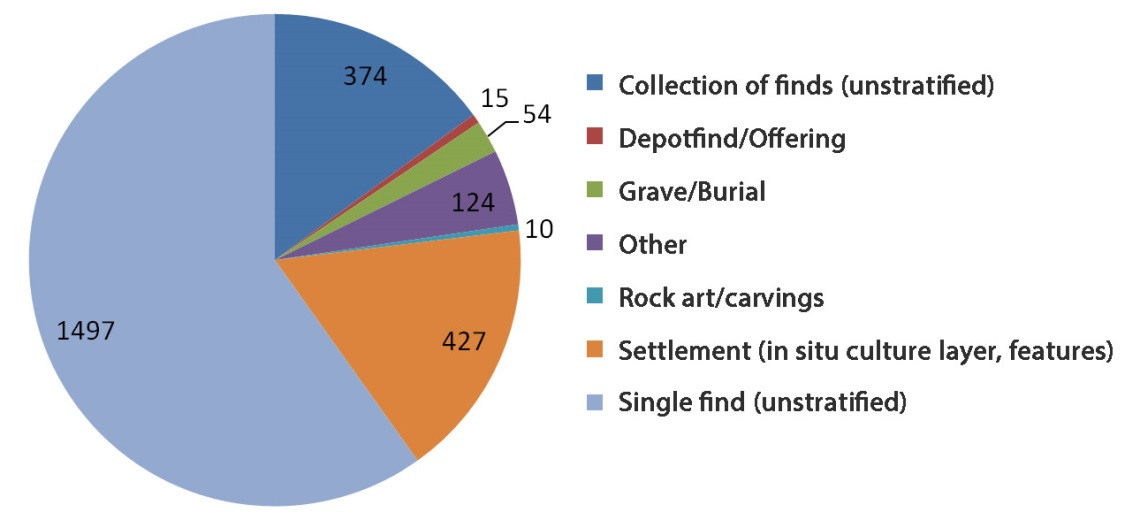 374
15
54
124
10
427
1497
Collection of finds (unstratified)
Depotfind/Offering
Grave/Burial
Other
Rock art/carvings
Settlement (in situ culture layer, features)
Single find (unstratified)